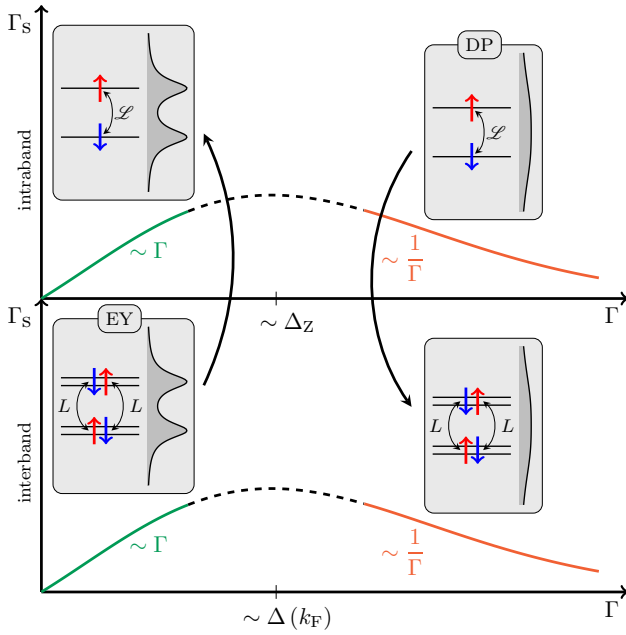 Γ_S
DP
ℒ
ℒ
intraband
∼ Γ
∼ 1/Γ
Γ_S
∼ Δ_Z
Γ
EY
L
L
L
L
interband
∼ Γ
∼ 1/Γ
∼ Δ (k_F)
Γ